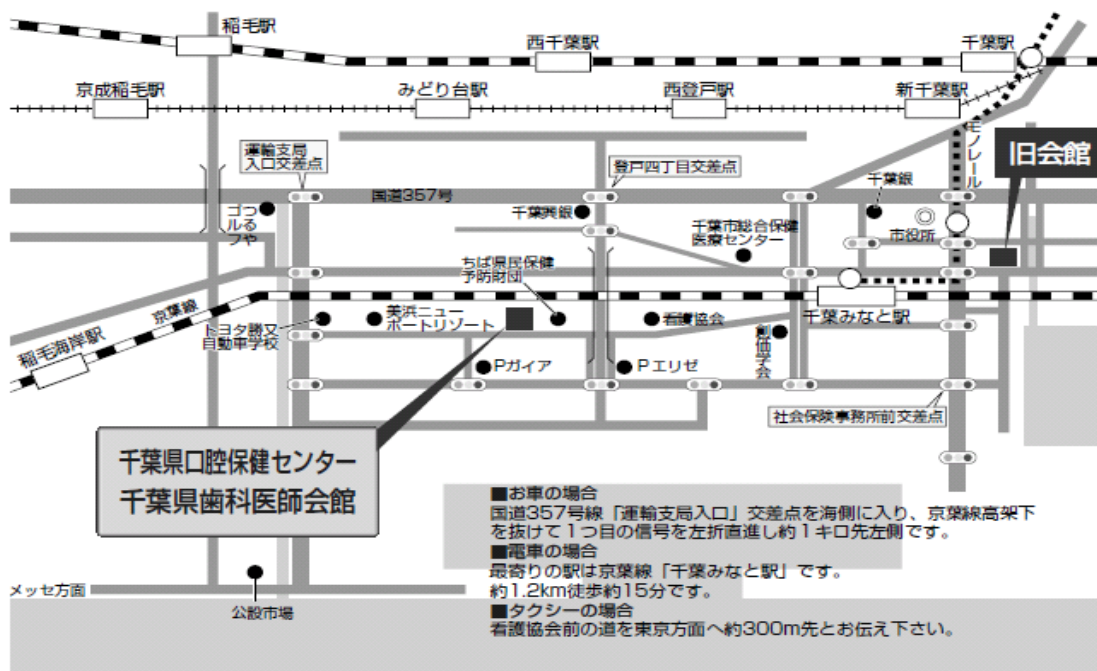 稲毛駅
西千葉駅
千葉駅
京成稲毛駅
みどり台駅
西登戸駅
新千葉駅
モノレール
旧会館
運輸支局
入口交差点
登戸四丁目交差点
国道357号
千葉銀
つるや
ゴルフ
千葉興銀
千葉市総合保健
医療センター
市役所
ちば県民保健
予防財団
京葉線
稲毛海岸駅
トヨタ勝又
自動車学校
美浜ニュー
ポートリゾート
看護協会
千葉みなと駅
創価学会
Pガイア
Pエリゼ
社会保険事務所前交差点
千葉県口腔保健センター
千葉県歯科医師会館
■お車の場合
国道357号線「運輸支局入口」交差点を海側に入り、京葉線高架下
を抜けて1つ目の信号を左折直進し約1キロ先左側です。
■電車の場合
最寄りの駅は京葉線「千葉みなと駅」です。
約1.2km徒歩約15分です。
■タクシーの場合
看護協会前の道を東京方面へ約300m先とお伝え下さい。
メッセ方面
公設市場